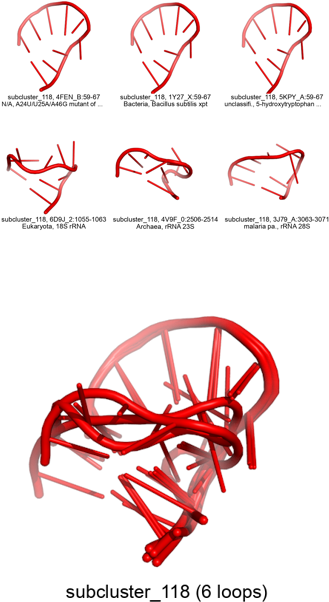 subcluster_118, 4FEN_B:59-67
N/A, A24U/U25A/A46G mutant of ...
subcluster_118, 1Y27_X:59-67
Bacteria, Bacillus subtilis xpt
subcluster_118, 5KPY_A:59-67
unclassifi., 5-hydroxytryptophan ...
subcluster_118, 6D9J_2:1055-1063
Eukaryota, 18S rRNA
subcluster_118, 4V9F_0:2506-2514
Archaea, rRNA 23S
subcluster_118, 3J79_A:3063-3071
malaria pa., rRNA 28S
subcluster_118 (6 loops)